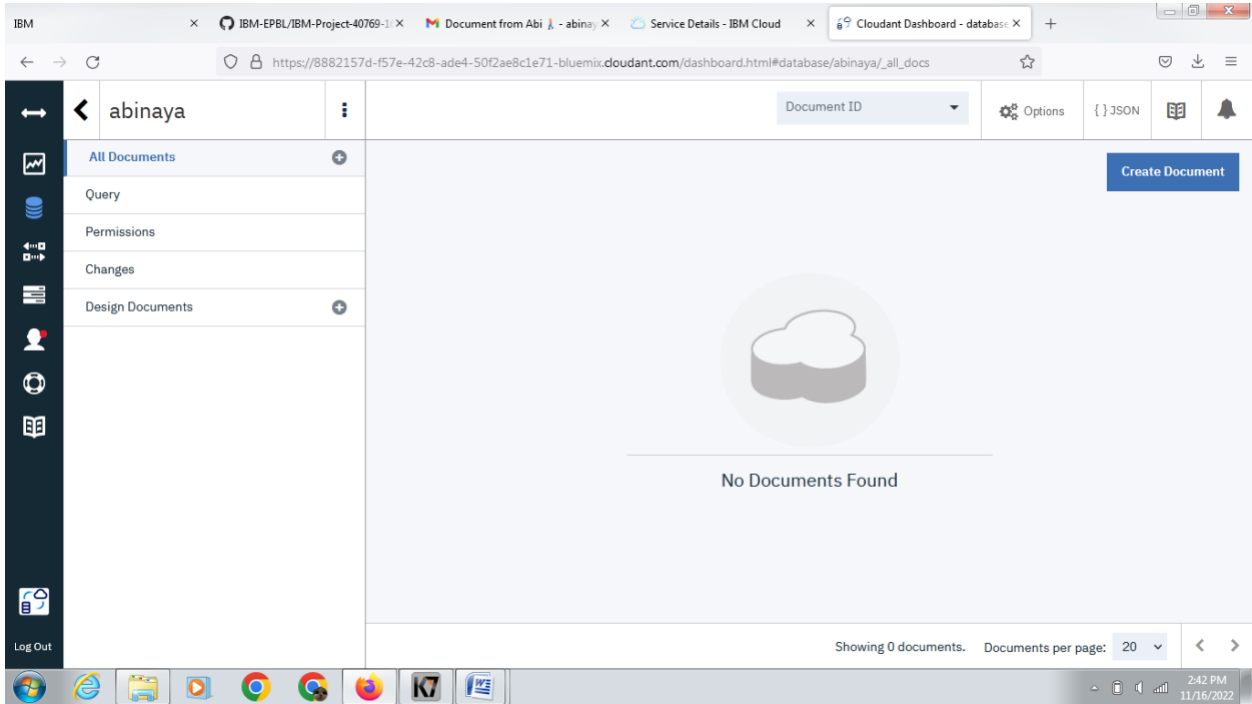 IBM
IBM-EPBL/IBM-Project-40769-1
Document from Abi - abinay
Service Details - IBM Cloud
Cloudant Dashboard - database
https://8882157d-f57e-42c8-ade4-50f2ae8c1e71-bluemix.cloudant.com/dashboard.html#database/abinaya/_all_docs
abinaya
Document ID
Options
{ } JSON
All Documents
Create Document
Query
Permissions
Changes
Design Documents
No Documents Found
Log Out
Showing 0 documents.
Documents per page: 20
K7
W
2:42 PM
11/16/2022